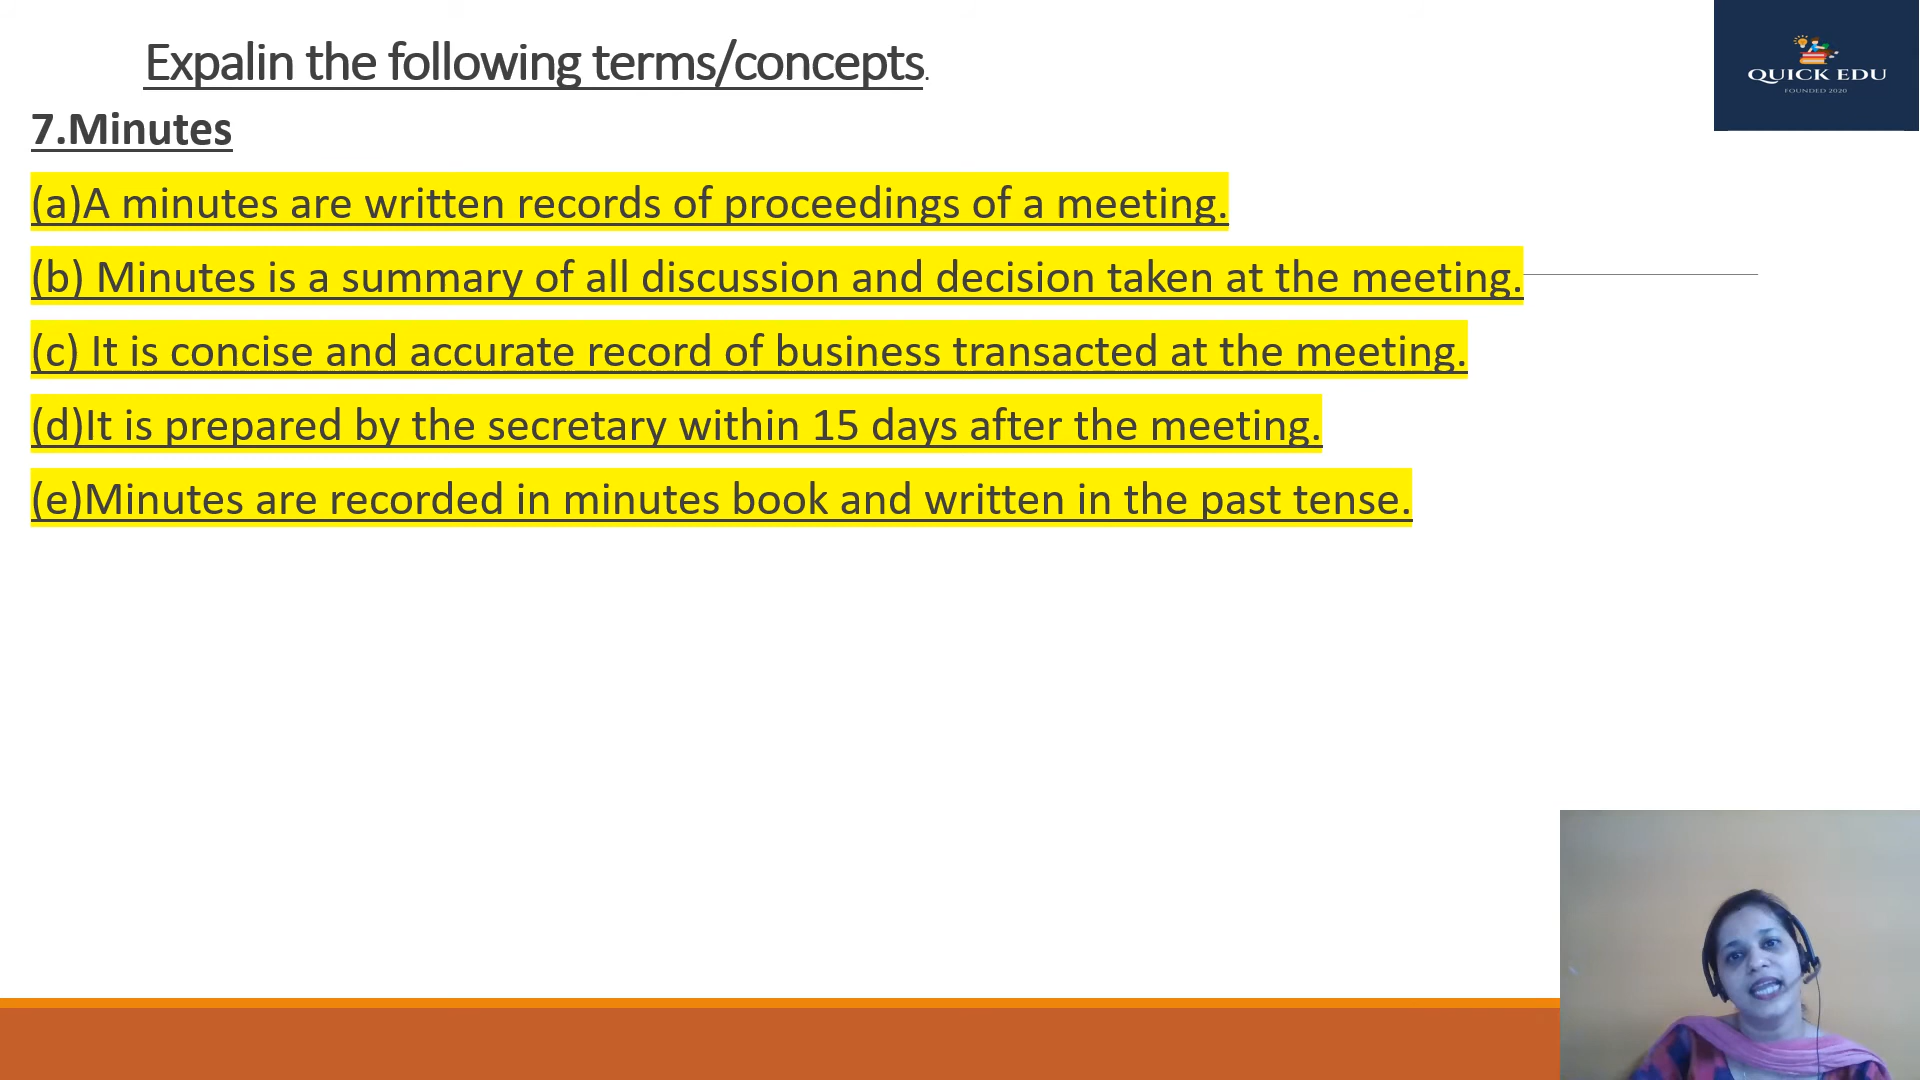 Expalin the following terms/concepts.
QUICK EDU
FOUNDED 2020
7.Minutes
(a)A minutes are written records of proceedings of a meeting.
(b) Minutes is a summary of all discussion and decision taken at the meeting.
(c) It is concise and accurate record of business transacted at the meeting.
(d)It is prepared by the secretary within 15 days after the meeting.
(e)Minutes are recorded in minutes book and written in the past tense.